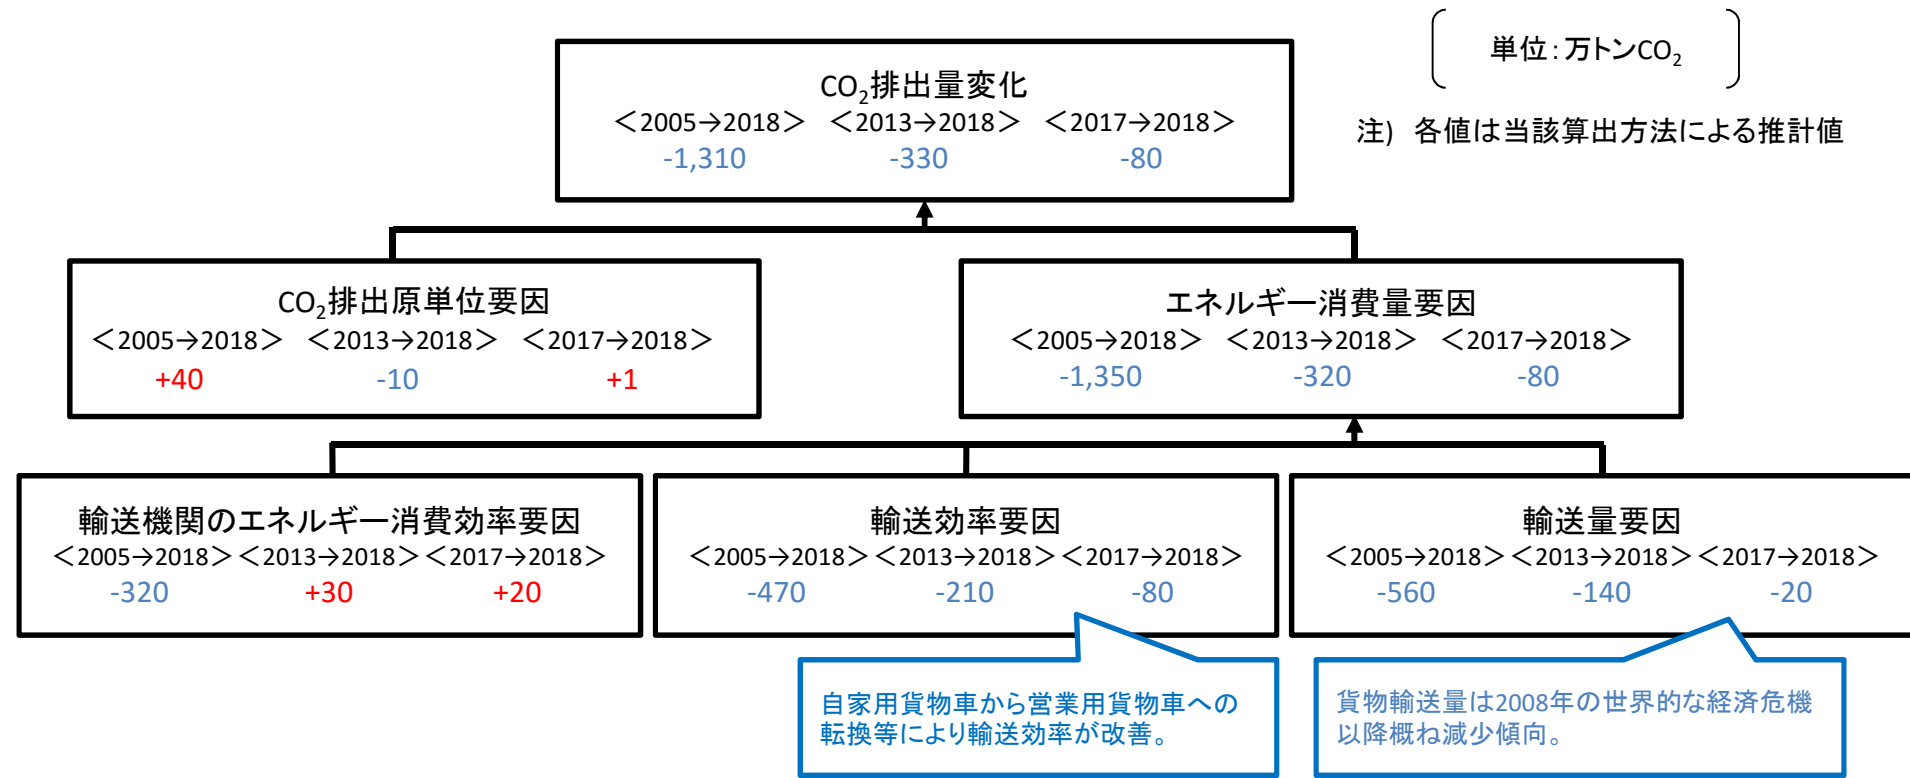 単位：万トンCO₂
注) 各値は当該算出方法による推計値
CO₂排出量変化
＜2005→2018＞ ＜2013→2018＞ ＜2017→2018＞
-1,310 -330 -80
CO₂排出原単位要因
＜2005→2018＞ ＜2013→2018＞ ＜2017→2018＞
+40 -10 +1
エネルギー消費量要因
＜2005→2018＞ ＜2013→2018＞ ＜2017→2018＞
-1,350 -320 -80
輸送機関のエネルギー消費効率要因
＜2005→2018＞ ＜2013→2018＞ ＜2017→2018＞
-320 +30 +20
輸送効率要因
＜2005→2018＞ ＜2013→2018＞ ＜2017→2018＞
-470 -210 -80
輸送量要因
＜2005→2018＞ ＜2013→2018＞ ＜2017→2018＞
-560 -140 -20
自家用貨物車から営業用貨物車への
転換等により輸送効率が改善。
貨物輸送量は2008年の世界的な経済危機
以降概ね減少傾向。